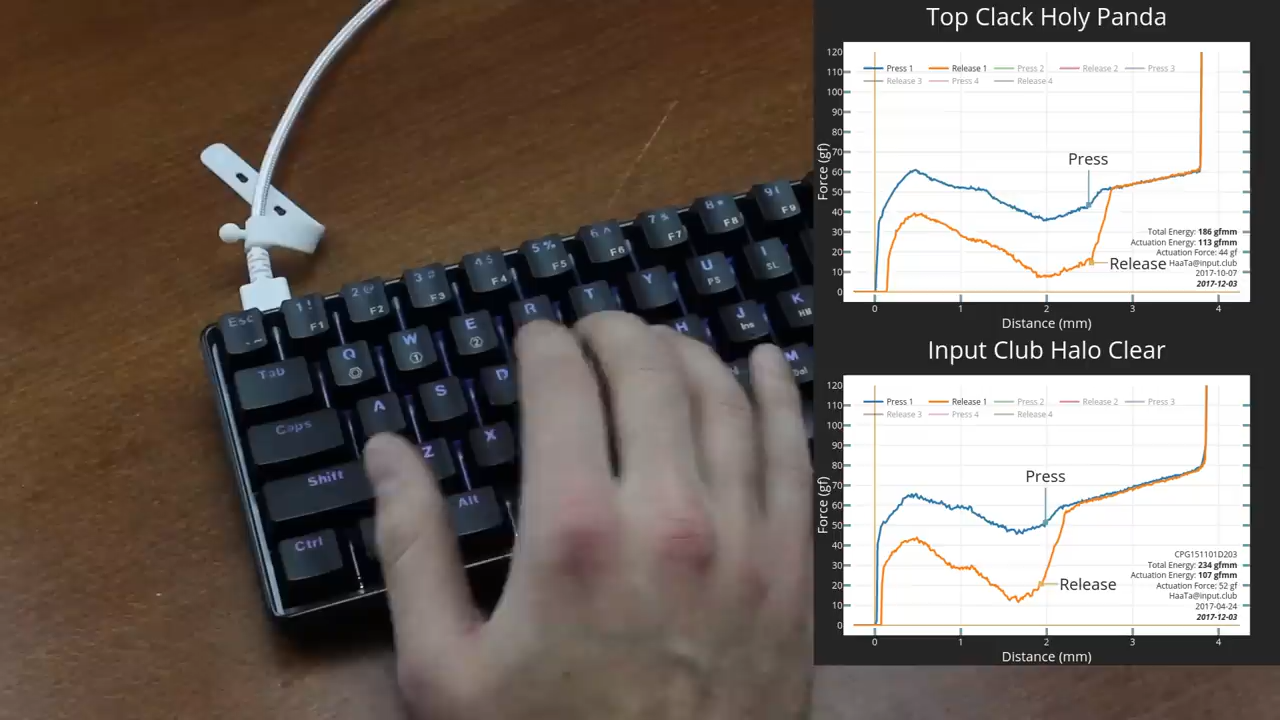 Top Clack Holy Panda
120
110
100
90
80
70
60
50
40
30
20
10
0
Force (gf)
Press 1 Release 1 Press 2 Release 2 Press 3
Release 3 Press 4 Release 4
Press
Release
Total Energy: 186 gfmm
Actuation Energy: 113 gfmm
Actuation Force: 44 gf
HaaTa@input.club
2017-10-07
2017-12-03
0 1 2 3 4
Distance (mm)
Input Club Halo Clear
120
110
100
90
80
70
60
50
40
30
20
10
0
Force (gf)
Press 1 Release 1 Press 2 Release 2 Press 3
Release 3 Press 4 Release 4
Press
Release
CPG151101D203
Total Energy: 234 gfmm
Actuation Energy: 107 gfmm
Actuation Force: 52 gf
HaaTa@input.club
2017-04-24
2017-12-03
0 1 2 3 4
Distance (mm)
Esc
F1
F2
F3
F4
5%
F5
F6
F7
F8
F9
Tab
Q
W
E
R
T
Y
U
PS
I
SL
Caps
A
S
D
H
J
Ins
K
Shift
Z
X
M
Ctrl
Alt